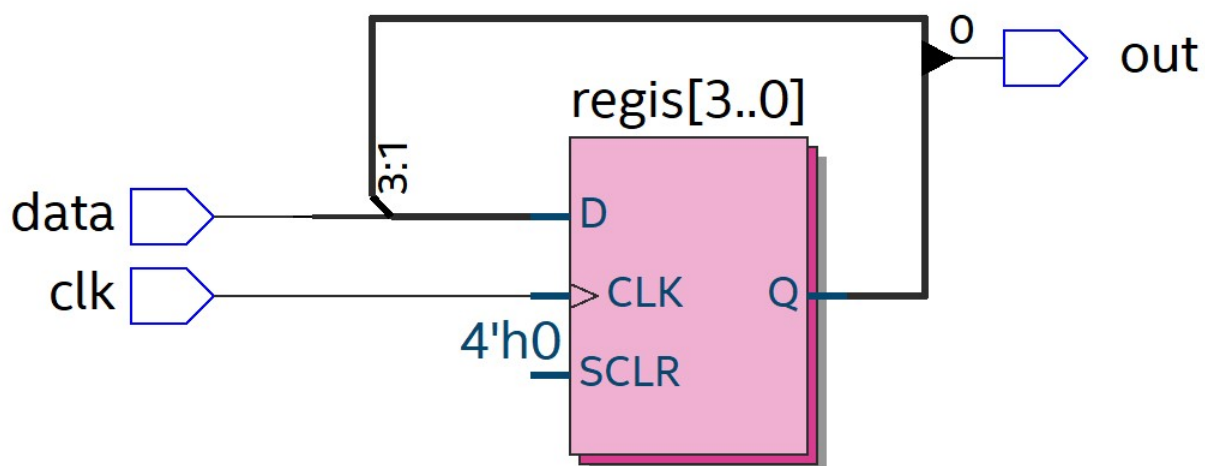 0
out
regis[3..0]
3:1
data
D
clk
CLK
Q
4'h0
SCLR